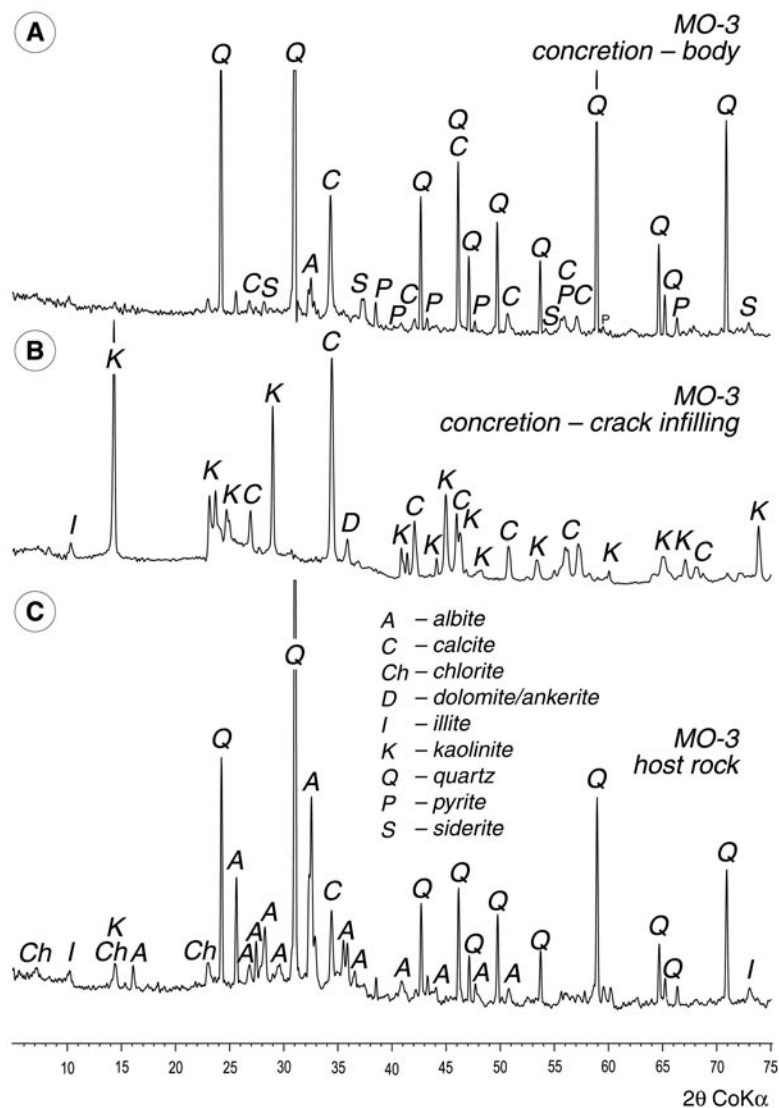 A
MO-3
concretion – body
Q
C
S
Q
A
C
S
P
P
C
Q
P
Q
C
Q
P
Q
C
Q
S
C
P
C
Q
P
Q
Q
P
Q
S
B
MO-3
concretion – crack infilling
I
K
K
K
C
K
C
D
K
C
K
K
C
K
K
C
K
C
K
K
K
C
K
C
MO-3
host rock
A – albite
C – calcite
Ch – chlorite
D – dolomite/ankerite
I – illite
K – kaolinite
Q – quartz
P – pyrite
S – siderite
Ch
I
K
Ch
A
Ch
Q
A
A
A
A
A
Q
A
C
A
A
A
Q
A
Q
Q
A
Q
A
Q
Q
Q
Q
Q
I
10 15 20 25 30 35 40 45 50 55 60 65 70 75
2θ CoKα